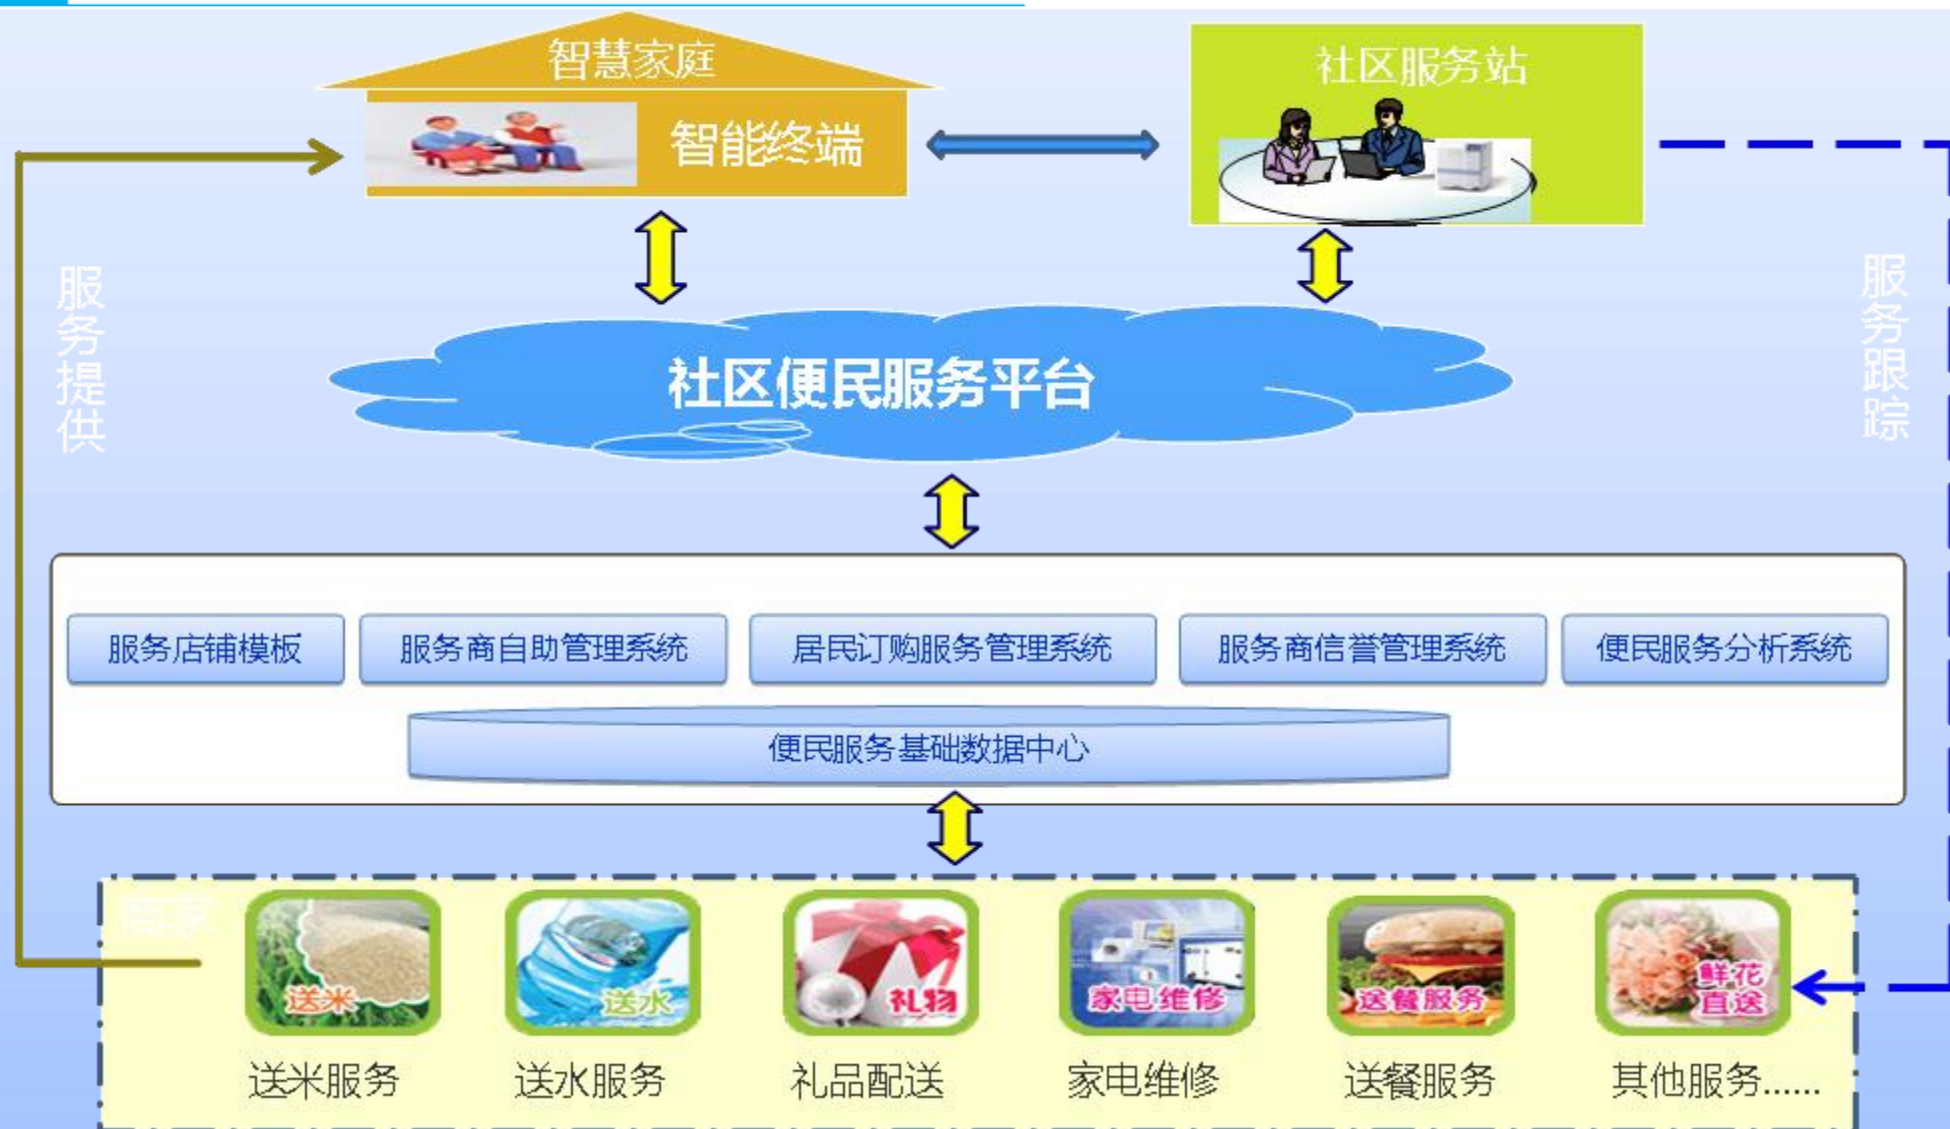 智慧家庭
社区服务站
智能终端
服务提供
服务跟踪
社区便民服务平台
服务店铺模板
服务商自助管理系统
居民订购服务管理系统
服务商信誉管理系统
便民服务分析系统
便民服务基础数据中心
商家
送米
送水
礼物
家电维修
送餐服务
鲜花
直送
送米服务
送水服务
礼品配送
家电维修
送餐服务
其他服务......